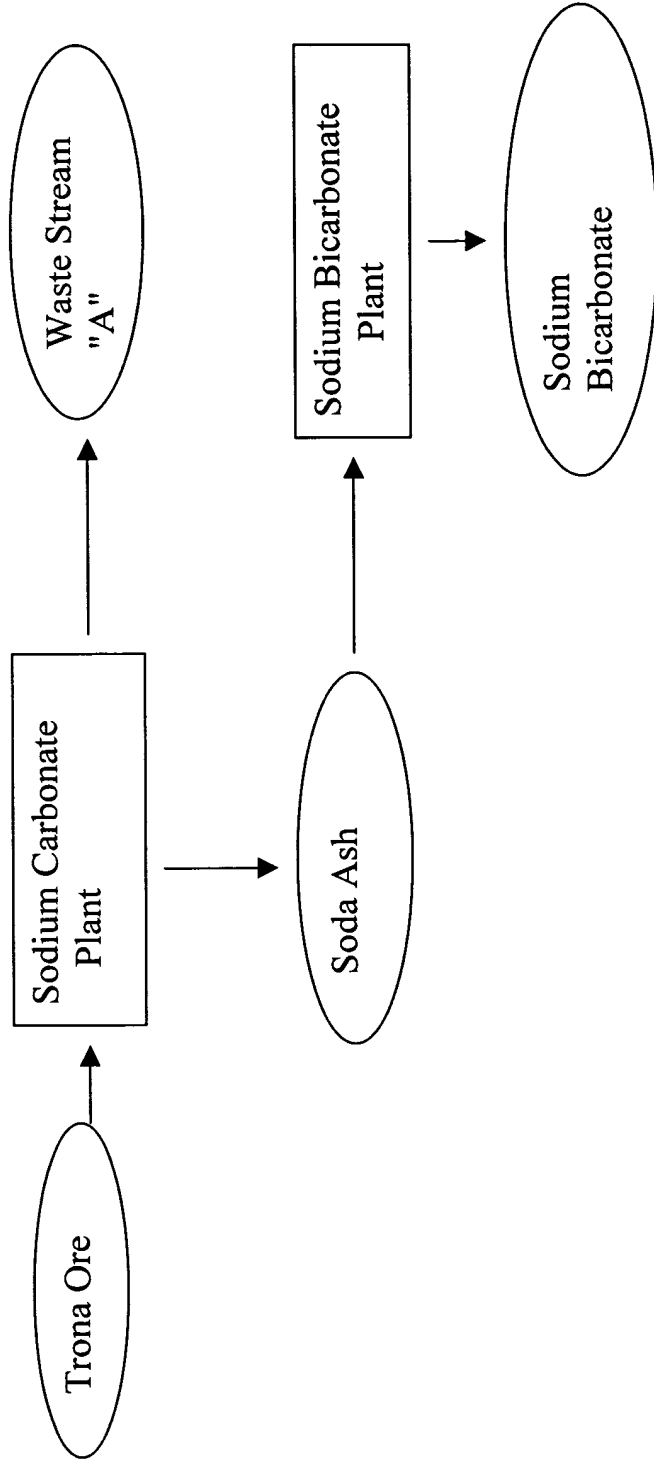 Trona Ore
Sodium Carbonate
Plant
Waste Stream
"A"
Soda Ash
Sodium Bicarbonate
Plant
Sodium
Bicarbonate